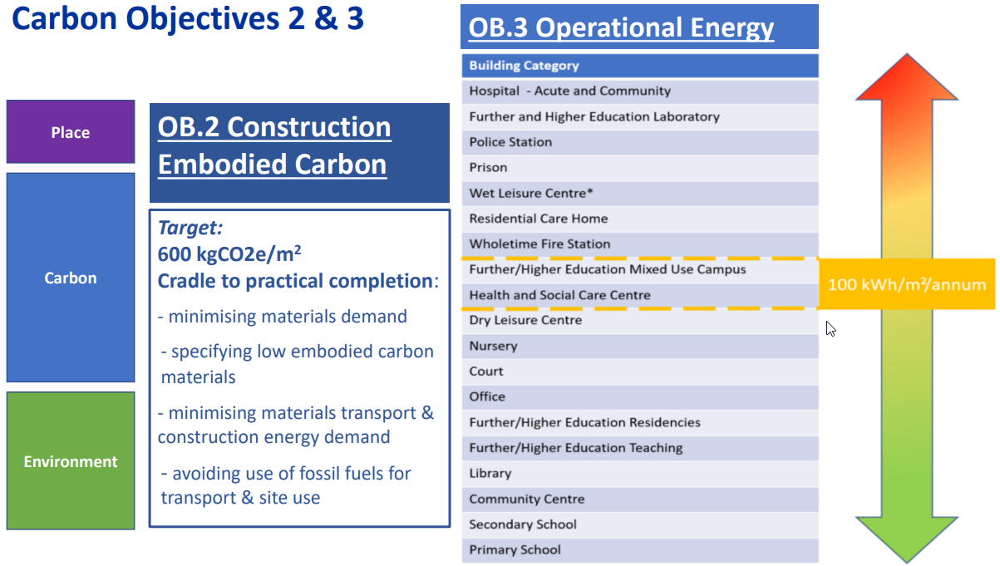 Carbon Objectives 2 & 3
Place
Carbon
Environment
OB.2 Construction
Embodied Carbon
Target:
600 kgCO2e/m²
Cradle to practical completion:
- minimising materials demand
- specifying low embodied carbon
materials
- minimising materials transport &
construction energy demand
- avoiding use of fossil fuels for
transport & site use
OB.3 Operational Energy
Building Category
Hospital - Acute and Community
Further and Higher Education Laboratory
Police Station
Prison
Wet Leisure Centre*
Residential Care Home
Wholetime Fire Station
Further/Higher Education Mixed Use Campus
Health and Social Care Centre
Dry Leisure Centre
Nursery
Court
Office
Further/Higher Education Residencies
Further/Higher Education Teaching
Library
Community Centre
Secondary School
Primary School
100 kWh/m²/annum